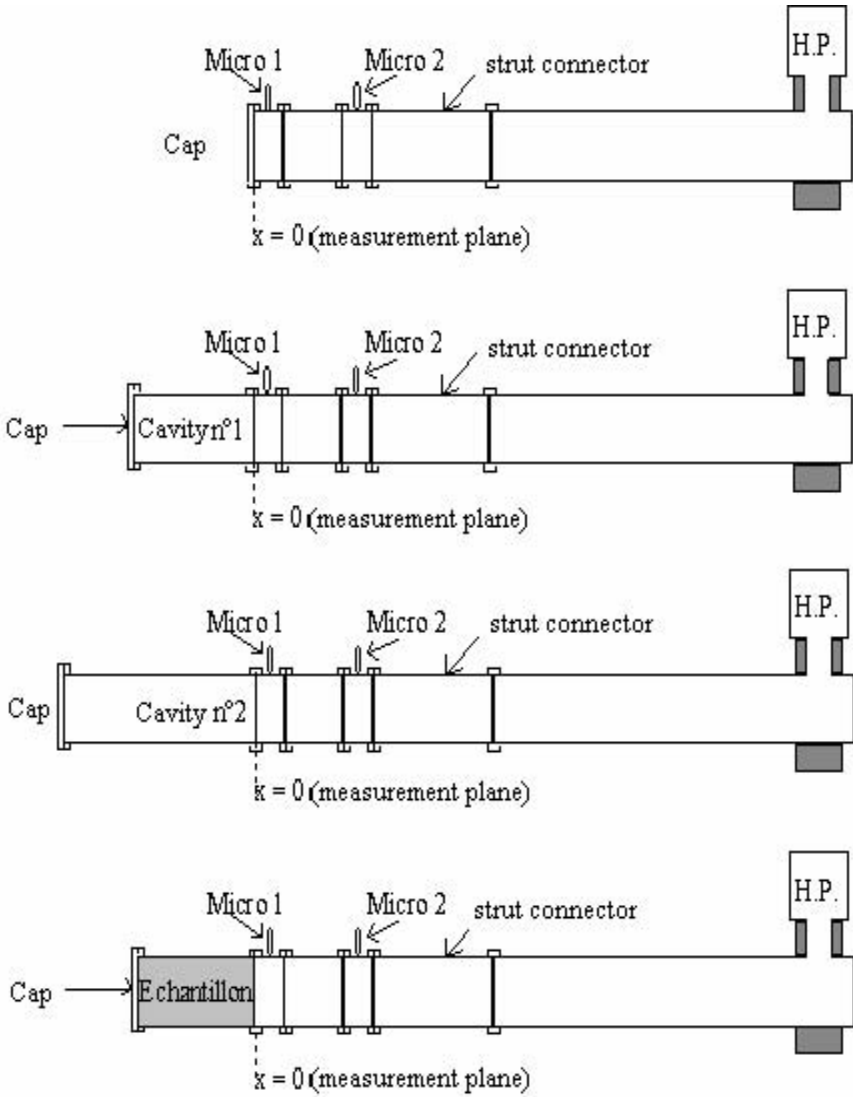 H.P.
Micro 1
Micro 2
strut connector
Cap
x = 0 (measurement plane)
H.P.
Micro 1
Micro 2
strut connector
Cap
Cavity n°1
x = 0 (measurement plane)
H.P.
Micro 1
Micro 2
strut connector
Cap
Cavity n°2
x = 0 (measurement plane)
H.P.
Micro 1
Micro 2
strut connector
Cap
Echantillon
x = 0 (measurement plane)